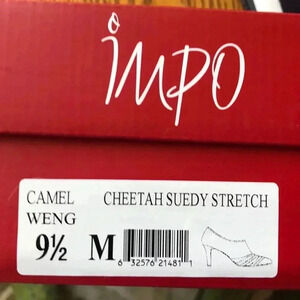 IMPO
CAMEL CHEETAH SUEDY STRETCH
WENG
9½ M
6 32576 21481 1